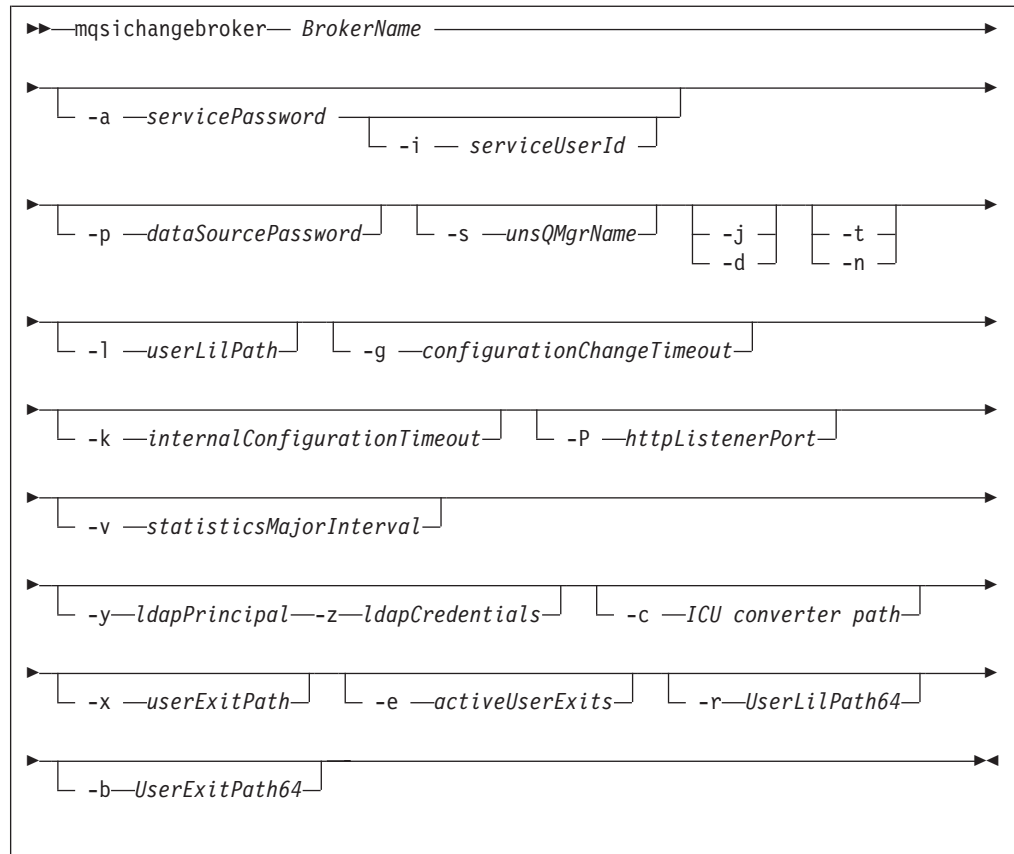 mqsichangebroker BrokerName
-a servicePassword
-i serviceUserId
-p dataSourcePassword -s unsQMgrName -j -t
-d -n
-l userLilPath -g configurationChangeTimeout
-k internalConfigurationTimeout -P httpListenerPort
-v statisticsMajorInterval
-y ldapPrincipal -z ldapCredentials -c ICU converter path
-x userExitPath -e activeUserExits -r UserLilPath64
-b UserExitPath64